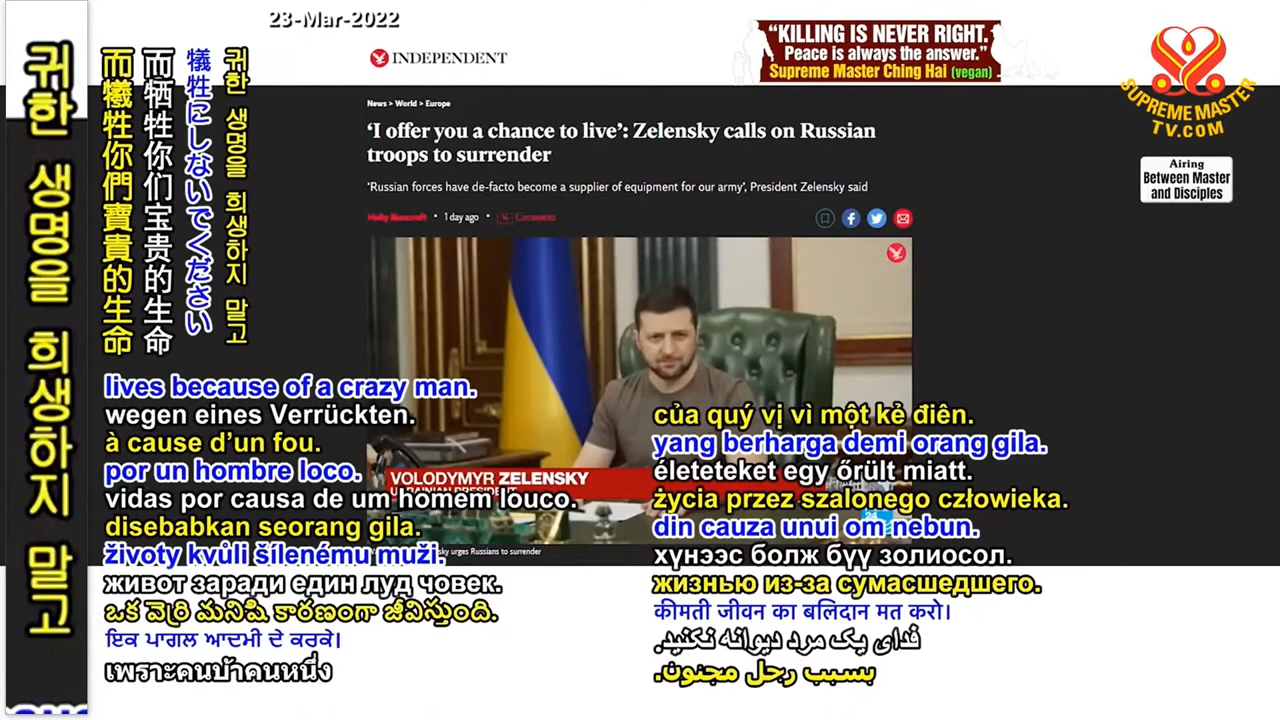 23-Mar-2022
INDEPENDENT
“KILLING IS NEVER RIGHT.
Peace is always the answer.”
Supreme Master Ching Hai (vegan)
SUPREME MASTER
TV.COM
Airing
Between Master
and Disciples
News > World > Europe
‘I offer you a chance to live’: Zelensky calls on Russian
troops to surrender
‘Russian forces have de-facto become a supplier of equipment for our army’, President Zelensky said
1 day ago
Comments
귀한 생명을 희생하지 말고
而犧牲你們寶貴的生命
而牺牲你们宝贵的生命
犠牲にしないでください
귀한 생명을 희생하지 말고
VOLODYMYR ZELENSKY
UKRAINIAN PRESIDENT
urges Russians to surrender
lives because of a crazy man.
wegen eines Verrückten.
à cause d’un fou.
por un hombre loco.
vidas por causa de um homem louco.
disebabkan seorang gila.
životy kvůli šílenému muži.
живот заради един луд човек.
ఒక వెర్రి మనిషి కారణంగా జీవిస్తుంది.
ਇਕ ਪਾਗਲ ਆਦਮੀ ਦੇ ਕਰਕੇ।
เพราะคนบ้าคนหนึ่ง
của quý vị vì một kẻ điên.
yang berharga demi orang gila.
életeteket egy őrült miatt.
życia przez szalonego człowieka.
din cauza unui om nebun.
хүнээс болж бүү золиосол.
жизнью из-за сумасшедшего.
कीमती जीवन का बलिदान मत करो।
فدای یک مرد دیوانه نکنید.
بسبب رجل مجنون.